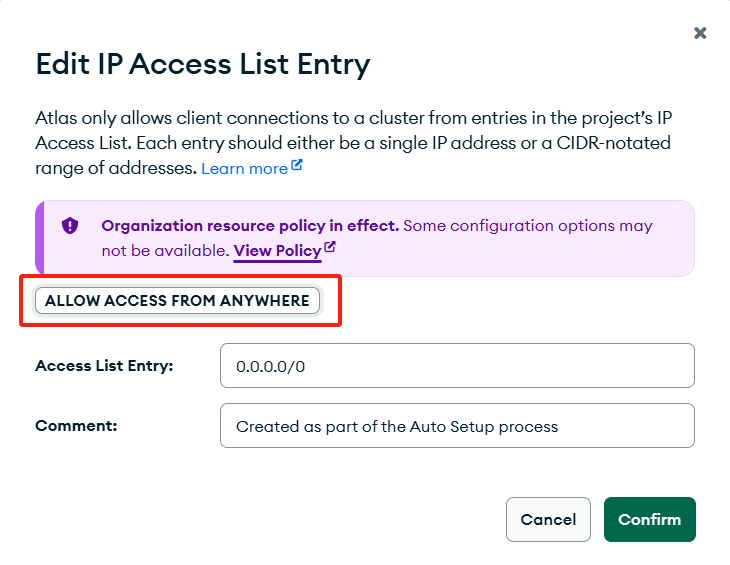 Edit IP Access List Entry
Atlas only allows client connections to a cluster from entries in the project’s IP
Access List. Each entry should either be a single IP address or a CIDR-notated
range of addresses. Learn more
Organization resource policy in effect. Some configuration options may
not be available. View Policy
ALLOW ACCESS FROM ANYWHERE
Access List Entry:
0.0.0.0/0
Comment:
Created as part of the Auto Setup process
Cancel
Confirm